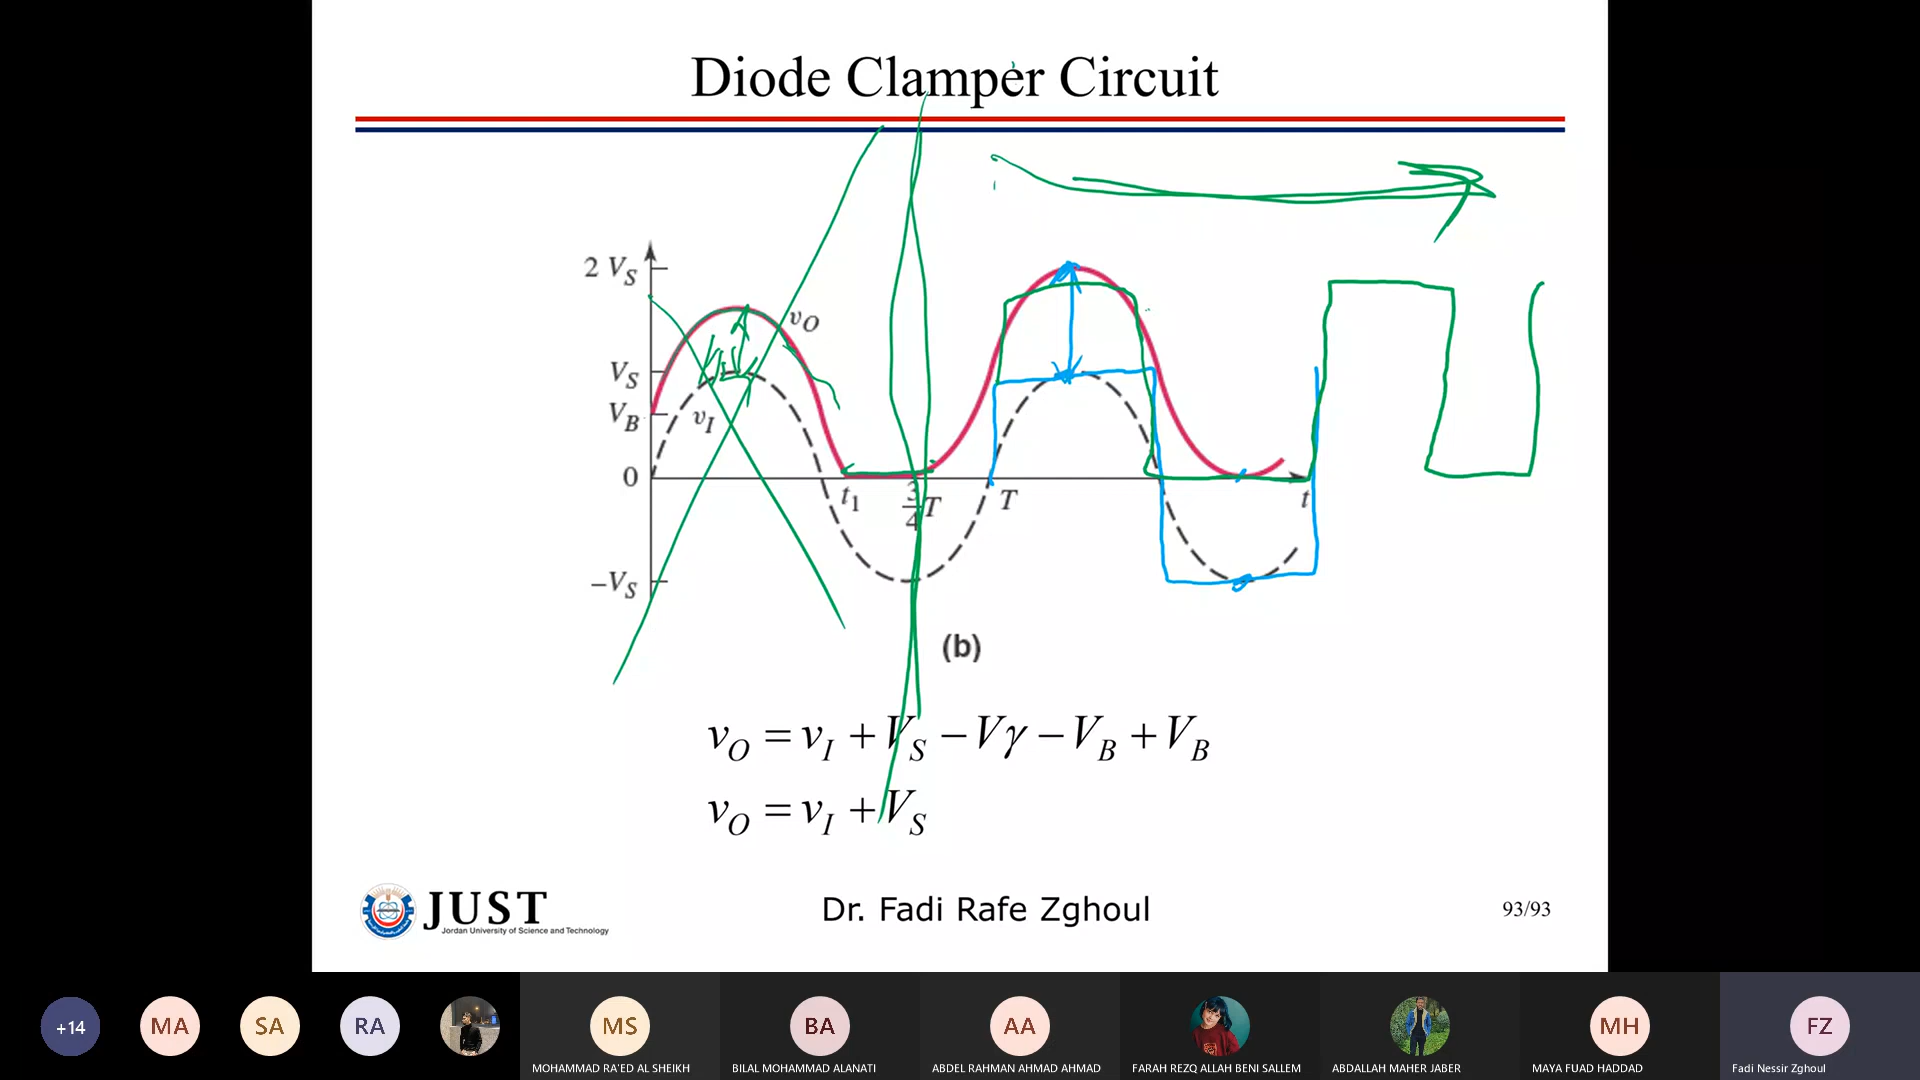 Diode Clamper Circuit
2 V_S
v_O
V_S
V_B
v_I
0
t_1
3/4 T
T
t
−V_S
(b)
v_O = v_I + V_S − Vγ − V_B + V_B
v_O = v_I + V_S
JUST
Jordan University of Science and Technology
Dr. Fadi Rafe Zghoul
93/93
+14
MA
SA
RA
MS
BA
AA
MH
FZ
MOHAMMAD RA'ED AL SHEIKH
BILAL MOHAMMAD ALANATI
ABDEL RAHMAN AHMAD AHMAD
FARAH REZQ ALLAH BENI SALLEM
ABDALLAH MAHER JABER
MAYA FUAD HADDAD
Fadi Nessir Zghoul